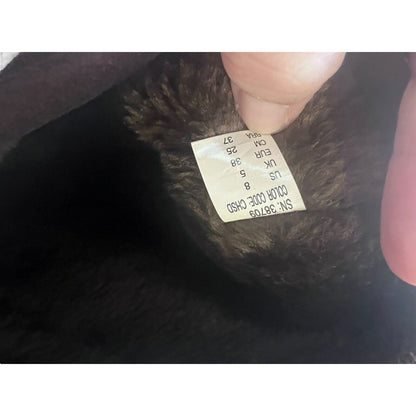 SN: 38709
COLOR CODE CHSD
US 8
UK 5
EUR 38
CM 25
BRA 37